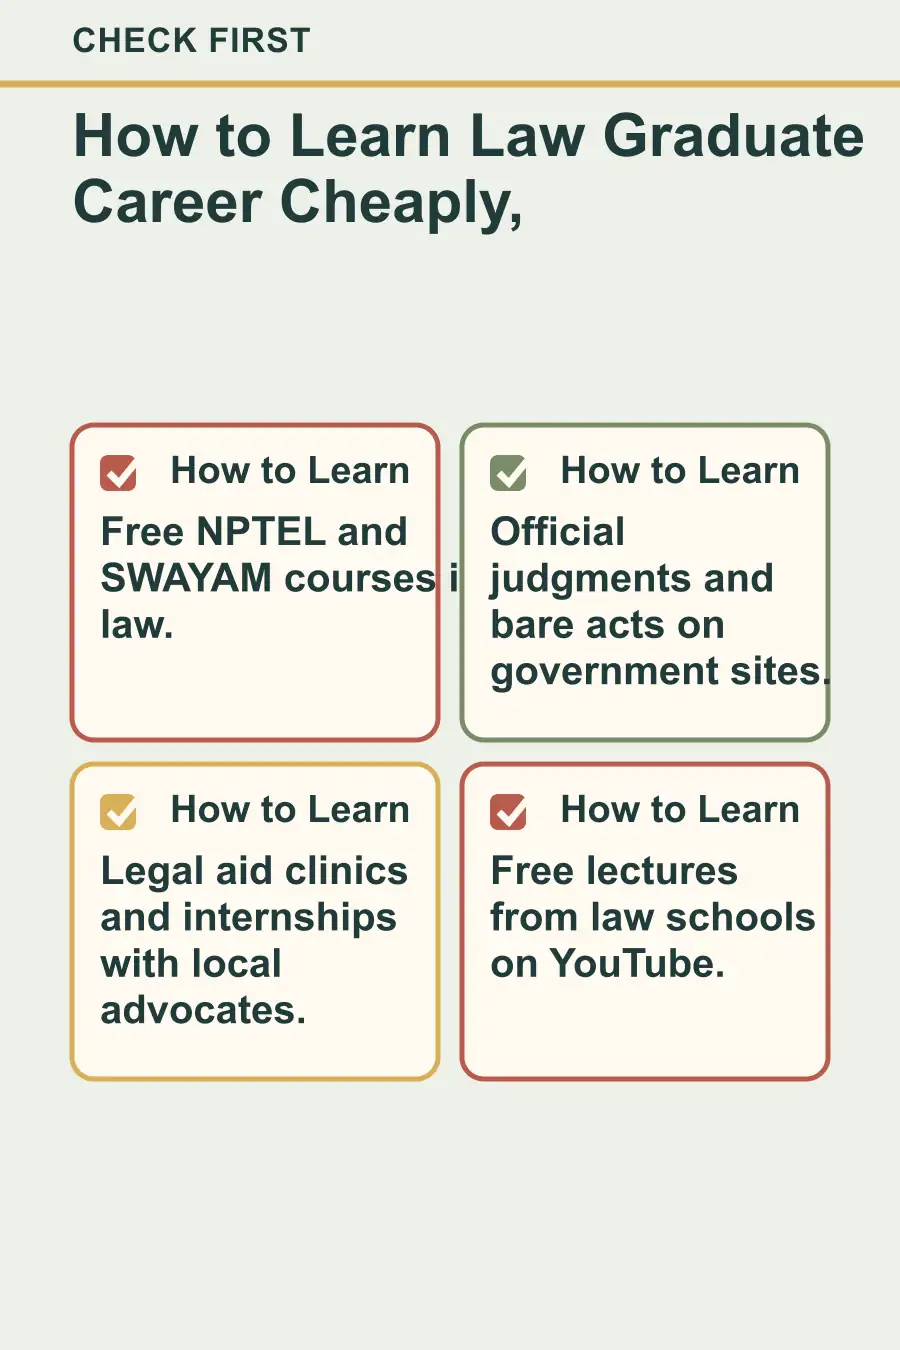 CHECK FIRST
How to Learn Law Graduate
Career Cheaply,
How to Learn
Free NPTEL and
SWAYAM courses i
law.
How to Learn
Official
judgments and
bare acts on
government sites.
How to Learn
Legal aid clinics
and internships
with local
advocates.
How to Learn
Free lectures
from law schools
on YouTube.